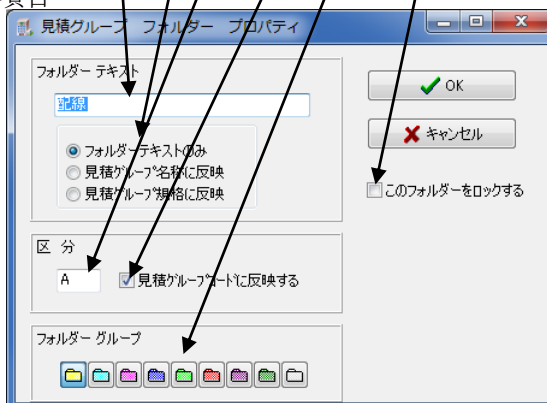 見積グループ フォルダー プロパティ
フォルダー テキスト
配線
フォルダーテキストのみ
見積グループ名称に反映
見積グループ規格に反映
OK
キャンセル
このフォルダーをロックする
区 分
A
見積グループコードに反映する
フォルダー グループ